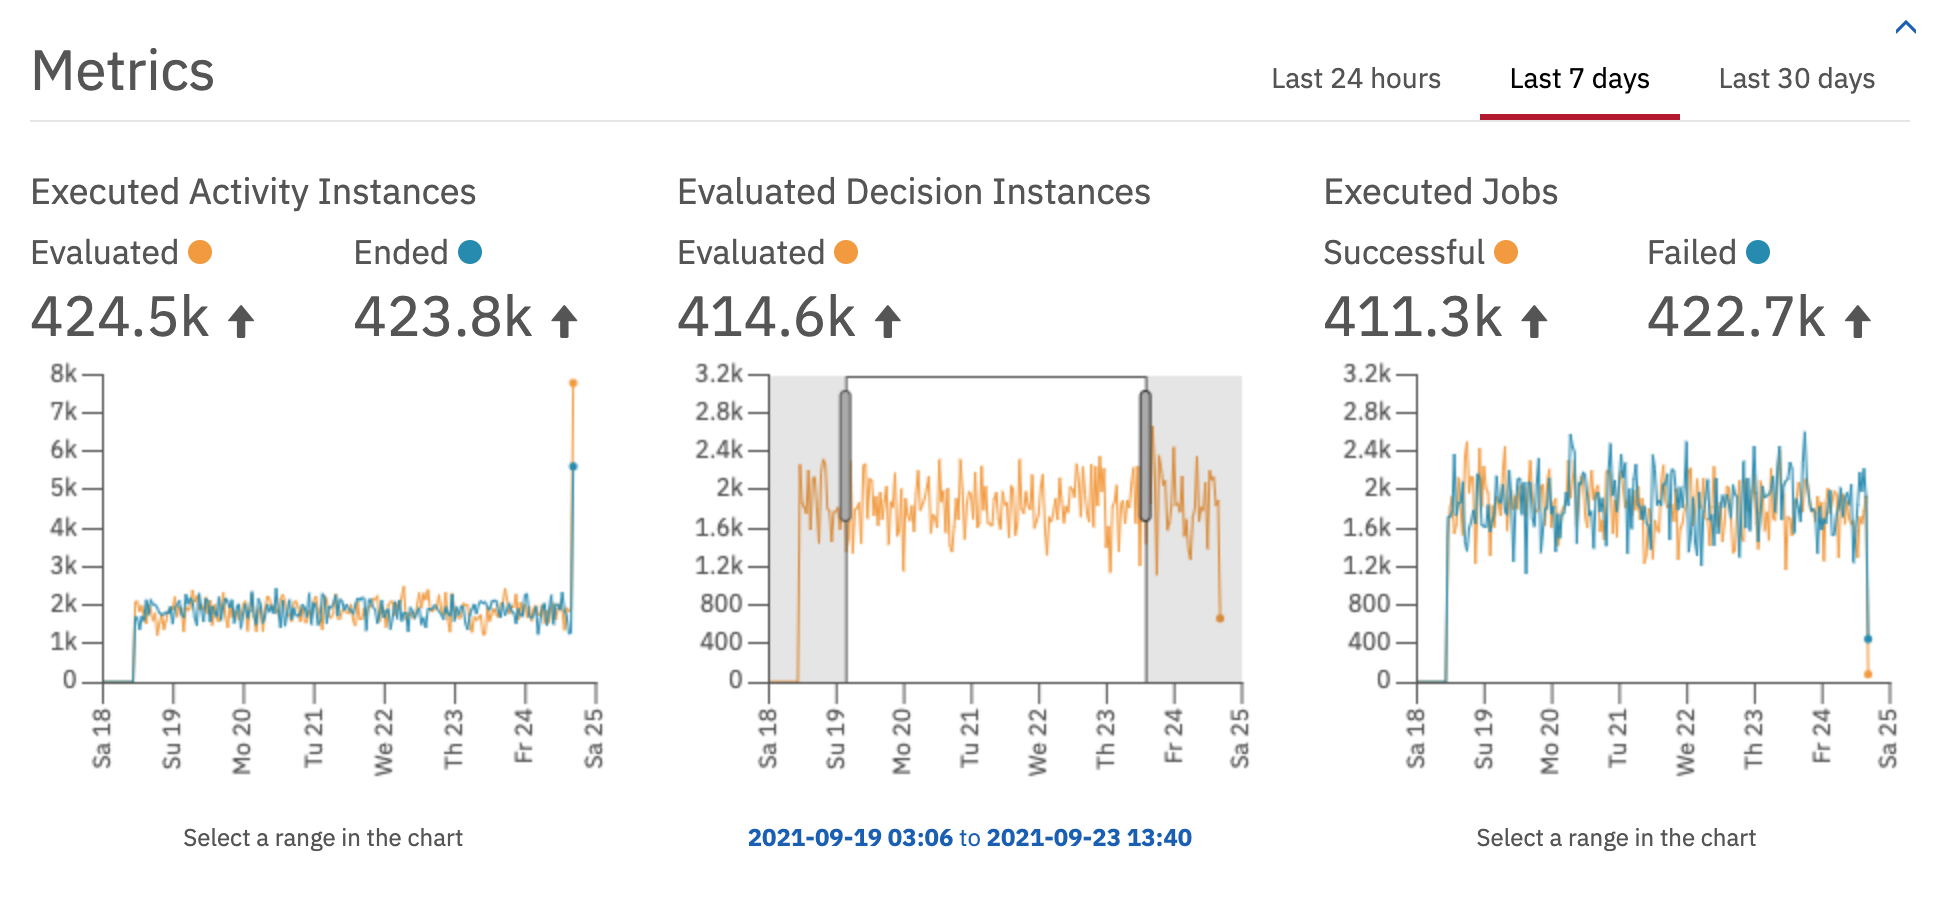 Metrics
Last 24 hours
Last 7 days
Last 30 days
Executed Activity Instances
Evaluated
Ended
424.5k
423.8k
8k
7k
6k
5k
4k
3k
2k
1k
0
Sa 18
Su 19
Mo 20
Tu 21
We 22
Th 23
Fr 24
Sa 25
Select a range in the chart
Evaluated Decision Instances
Evaluated
414.6k
3.2k
2.8k
2.4k
2k
1.6k
1.2k
800
400
0
Sa 18
Su 19
Mo 20
Tu 21
We 22
Th 23
Fr 24
Sa 25
2021-09-19 03:06 to 2021-09-23 13:40
Executed Jobs
Successful
Failed
411.3k
422.7k
3.2k
2.8k
2.4k
2k
1.6k
1.2k
800
400
0
Sa 18
Su 19
Mo 20
Tu 21
We 22
Th 23
Fr 24
Sa 25
Select a range in the chart